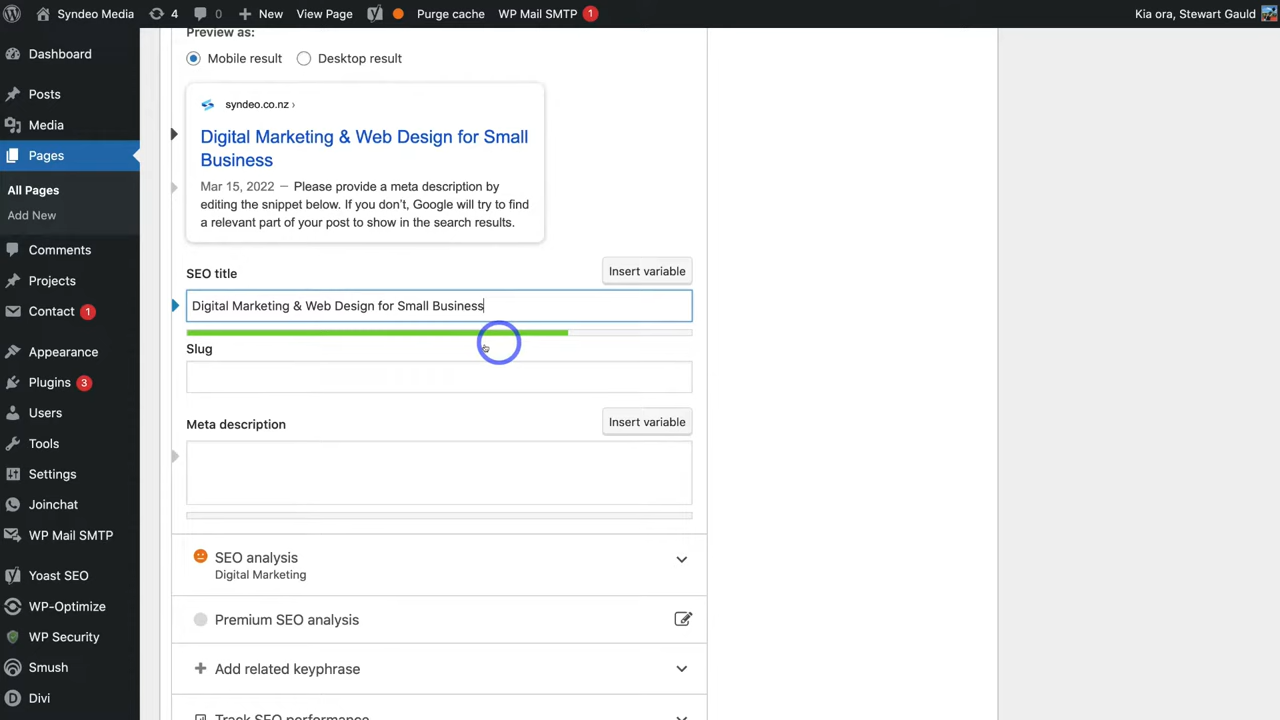 Syndeo Media 4 0 New View Page Purge cache WP Mail SMTP 1 Kia ora, Stewart Gauld
Dashboard
Posts
Media
Pages
All Pages
Add New
Comments
Projects
Contact 1
Appearance
Plugins 3
Users
Tools
Settings
Joinchat
WP Mail SMTP
Yoast SEO
WP-Optimize
WP Security
Smush
Divi
Preview as:
Mobile result Desktop result
syndeo.co.nz ›
Digital Marketing & Web Design for Small
Business
Mar 15, 2022 — Please provide a meta description by
editing the snippet below. If you don't, Google will try to find
a relevant part of your post to show in the search results.
SEO title Insert variable
Digital Marketing & Web Design for Small Business
Slug
Meta description Insert variable
SEO analysis
Digital Marketing
Premium SEO analysis
Add related keyphrase
Track SEO performance